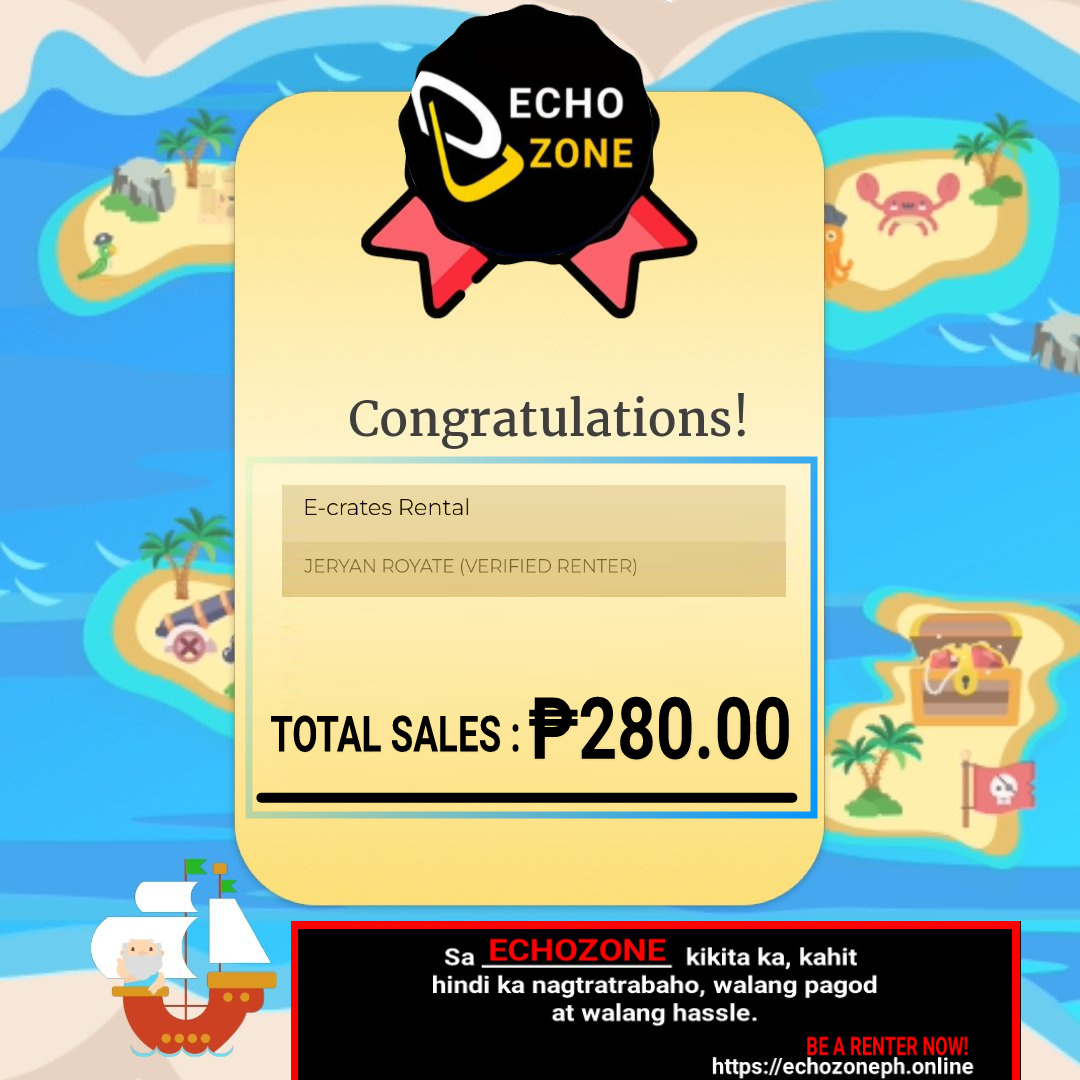 ECHO
ZONE
Congratulations!
E-crates Rental
JERYAN ROYATE (VERIFIED RENTER)
TOTAL SALES : ₱280.00
Sa ECHOZONE kikita ka, kahit
hindi ka nagtratrabaho, walang pagod
at walang hassle.
BE A RENTER NOW!
https://echozoneph.online